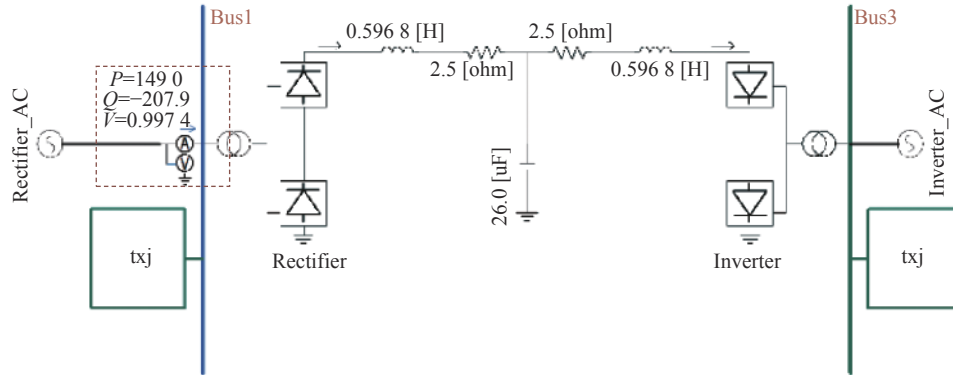 Bus1
Bus3
0.596 8 [H]
2.5 [ohm]
2.5 [ohm]
0.596 8 [H]
P=149 0
Q=−207.9
V=0.997 4
A
V
Rectifier_AC
S
26.0 [uF]
S
Inverter_AC
txj
Rectifier
Inverter
txj